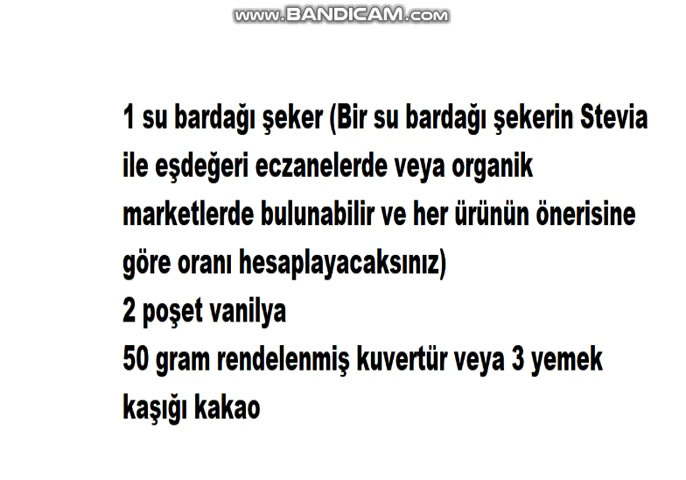 www.BANDICAM.com
1 su bardağı şeker (Bir su bardağı şekerin Stevia
ile eşdeğeri eczanelerde veya organik
marketlerde bulunabilir ve her ürünün önerisine
göre oranı hesaplayacaksınız)
2 poşet vanilya
50 gram rendelenmiş kuvertür veya 3 yemek
kaşığı kakao